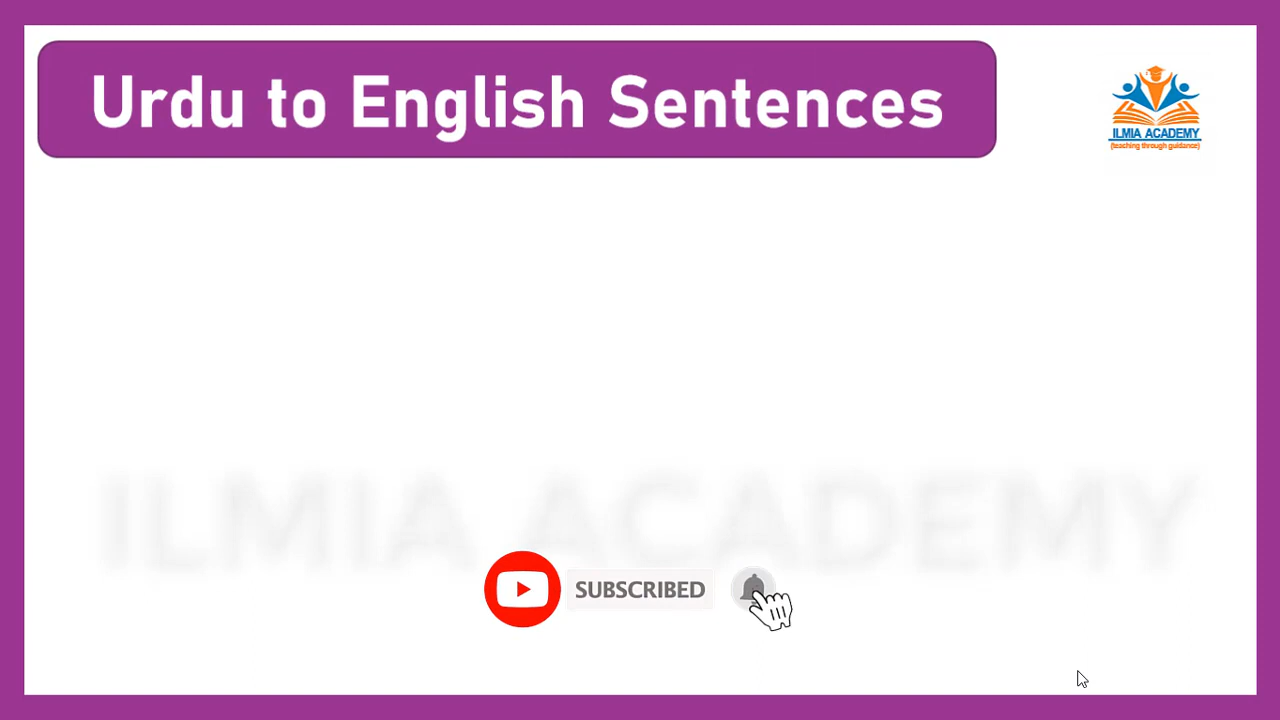 Urdu to English Sentences
ILMIA ACADEMY
(teaching through guidance)
ILMIA ACADEMY
SUBSCRIBED